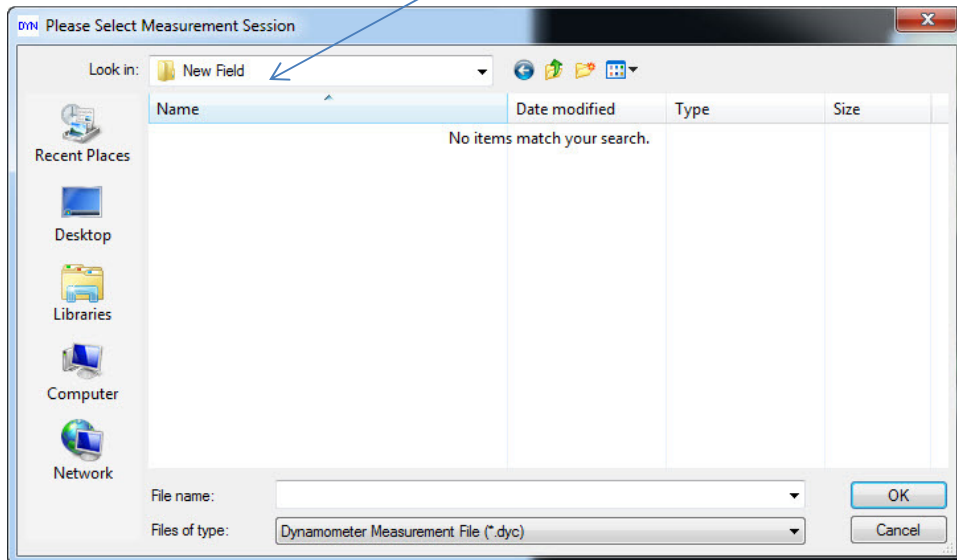 DYN Please Select Measurement Session
Look in: New Field
Name Date modified Type Size
No items match your search.
Recent Places
Desktop
Libraries
Computer
Network
File name: OK
Files of type: Dynamometer Measurement File (*.dyc) Cancel